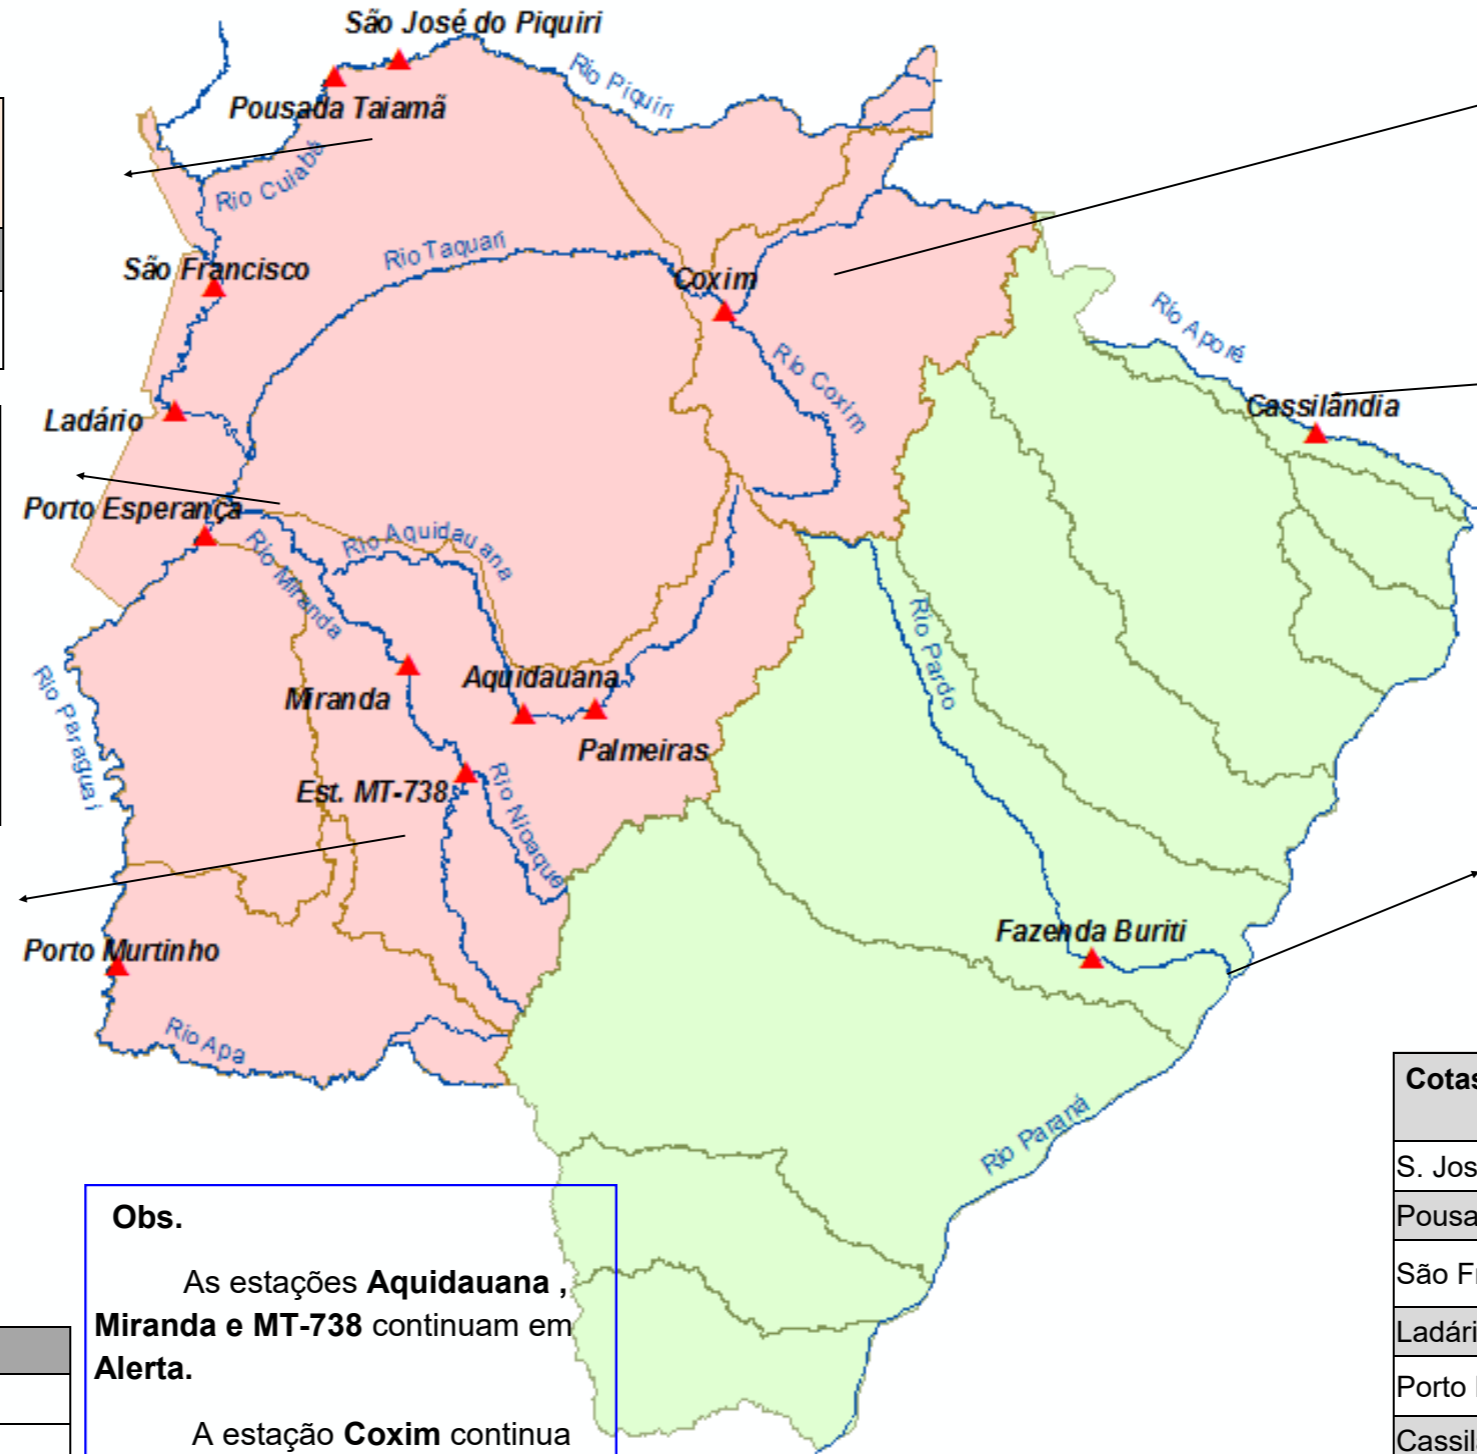 São José do Piquiri
Rio Piquiri
Pousada Taiamã
Rio Cuiabá
Rio Taquari
São Francisco
Coxim
Rio Aporé
Rio Coxim
Cassilândia
Ladário
Porto Esperança
Rio Aquidauana
Rio Miranda
Rio Pardo
Rio Paraguai
Aquidauana
Miranda
Palmeiras
Est. MT-738
Rio Nioaque
Fazenda Buriti
Porto Murtinho
Rio Apa
Rio Paraná
Cotas
S. Jos
Pousa
São Fr
Ladári
Porto
Cassil
Obs.
As estações Aquidauana ,
Miranda e MT-738 continuam em
Alerta.
A estação Coxim continua